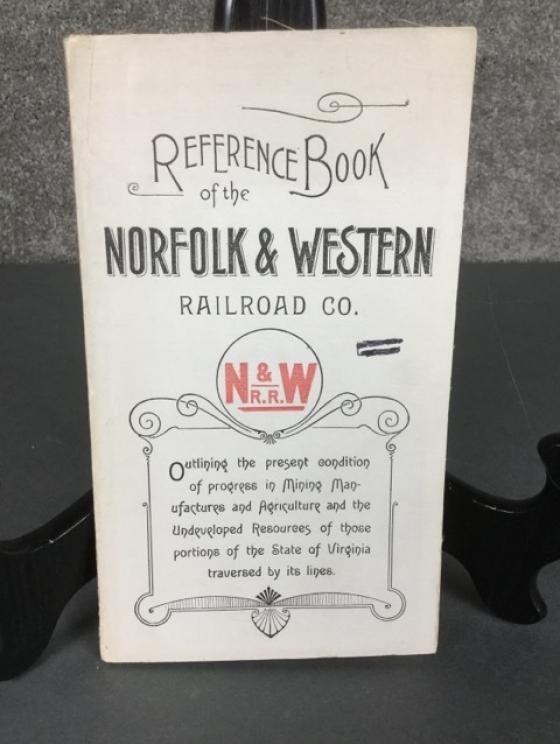 REFERENCE BOOK
of the
NORFOLK & WESTERN
RAILROAD CO.
N & W
R.R.
Outlining the present condition
of progress in Mining Man-
ufactures and Agriculture and the
Undeveloped Resources of those
portions of the State of Virginia
traversed by its lines.